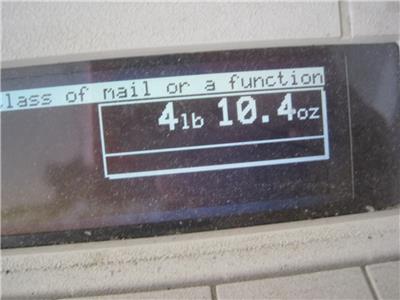 class of mail or a function
4lb 10.4oz